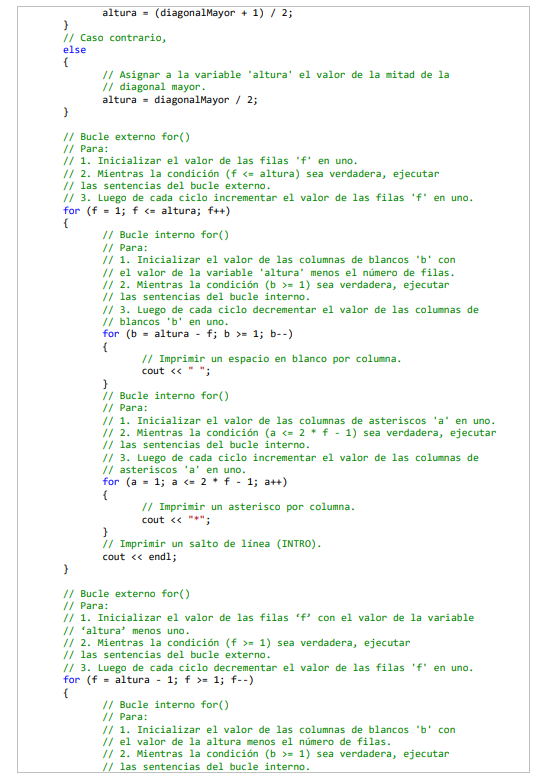 altura = (diagonalMayor + 1) / 2;
}
// Caso contrario,
else
{
// Asignar a la variable 'altura' el valor de la mitad de la
// diagonal mayor.
altura = diagonalMayor / 2;
}
// Bucle externo for()
// Para:
// 1. Inicializar el valor de las filas 'f' en uno.
// 2. Mientras la condición (f <= altura) sea verdadera, ejecutar
// las sentencias del bucle externo.
// 3. Luego de cada ciclo incrementar el valor de las filas 'f' en uno.
for (f = 1; f <= altura; f++)
{
// Bucle interno for()
// Para:
// 1. Inicializar el valor de las columnas de blancos 'b' con
// el valor de la variable 'altura' menos el número de filas.
// 2. Mientras la condición (b >= 1) sea verdadera, ejecutar
// las sentencias del bucle interno.
// 3. Luego de cada ciclo decrementar el valor de las columnas de
// blancos 'b' en uno.
for (b = altura - f; b >= 1; b--)
{
// Imprimir un espacio en blanco por columna.
cout << " ";
}
// Bucle interno for()
// Para:
// 1. Inicializar el valor de las columnas de asteriscos 'a' en uno.
// 2. Mientras la condición (a <= 2 * f - 1) sea verdadera, ejecutar
// las sentencias del bucle interno.
// 3. Luego de cada ciclo incrementar el valor de las columnas de
// asteriscos 'a' en uno.
for (a = 1; a <= 2 * f - 1; a++)
{
// Imprimir un asterisco por columna.
cout << "*";
}
// Imprimir un salto de línea (INTRO).
cout << endl;
}
// Bucle externo for()
// Para:
// 1. Inicializar el valor de las filas ‘f’ con el valor de la variable
// ‘altura’ menos uno.
// 2. Mientras la condición (f >= 1) sea verdadera, ejecutar
// las sentencias del bucle externo.
// 3. Luego de cada ciclo decrementar el valor de las filas 'f' en uno.
for (f = altura - 1; f >= 1; f--)
{
// Bucle interno for()
// Para:
// 1. Inicializar el valor de las columnas de blancos 'b' con
// el valor de la altura menos el número de filas.
// 2. Mientras la condición (b >= 1) sea verdadera, ejecutar
// las sentencias del bucle interno.